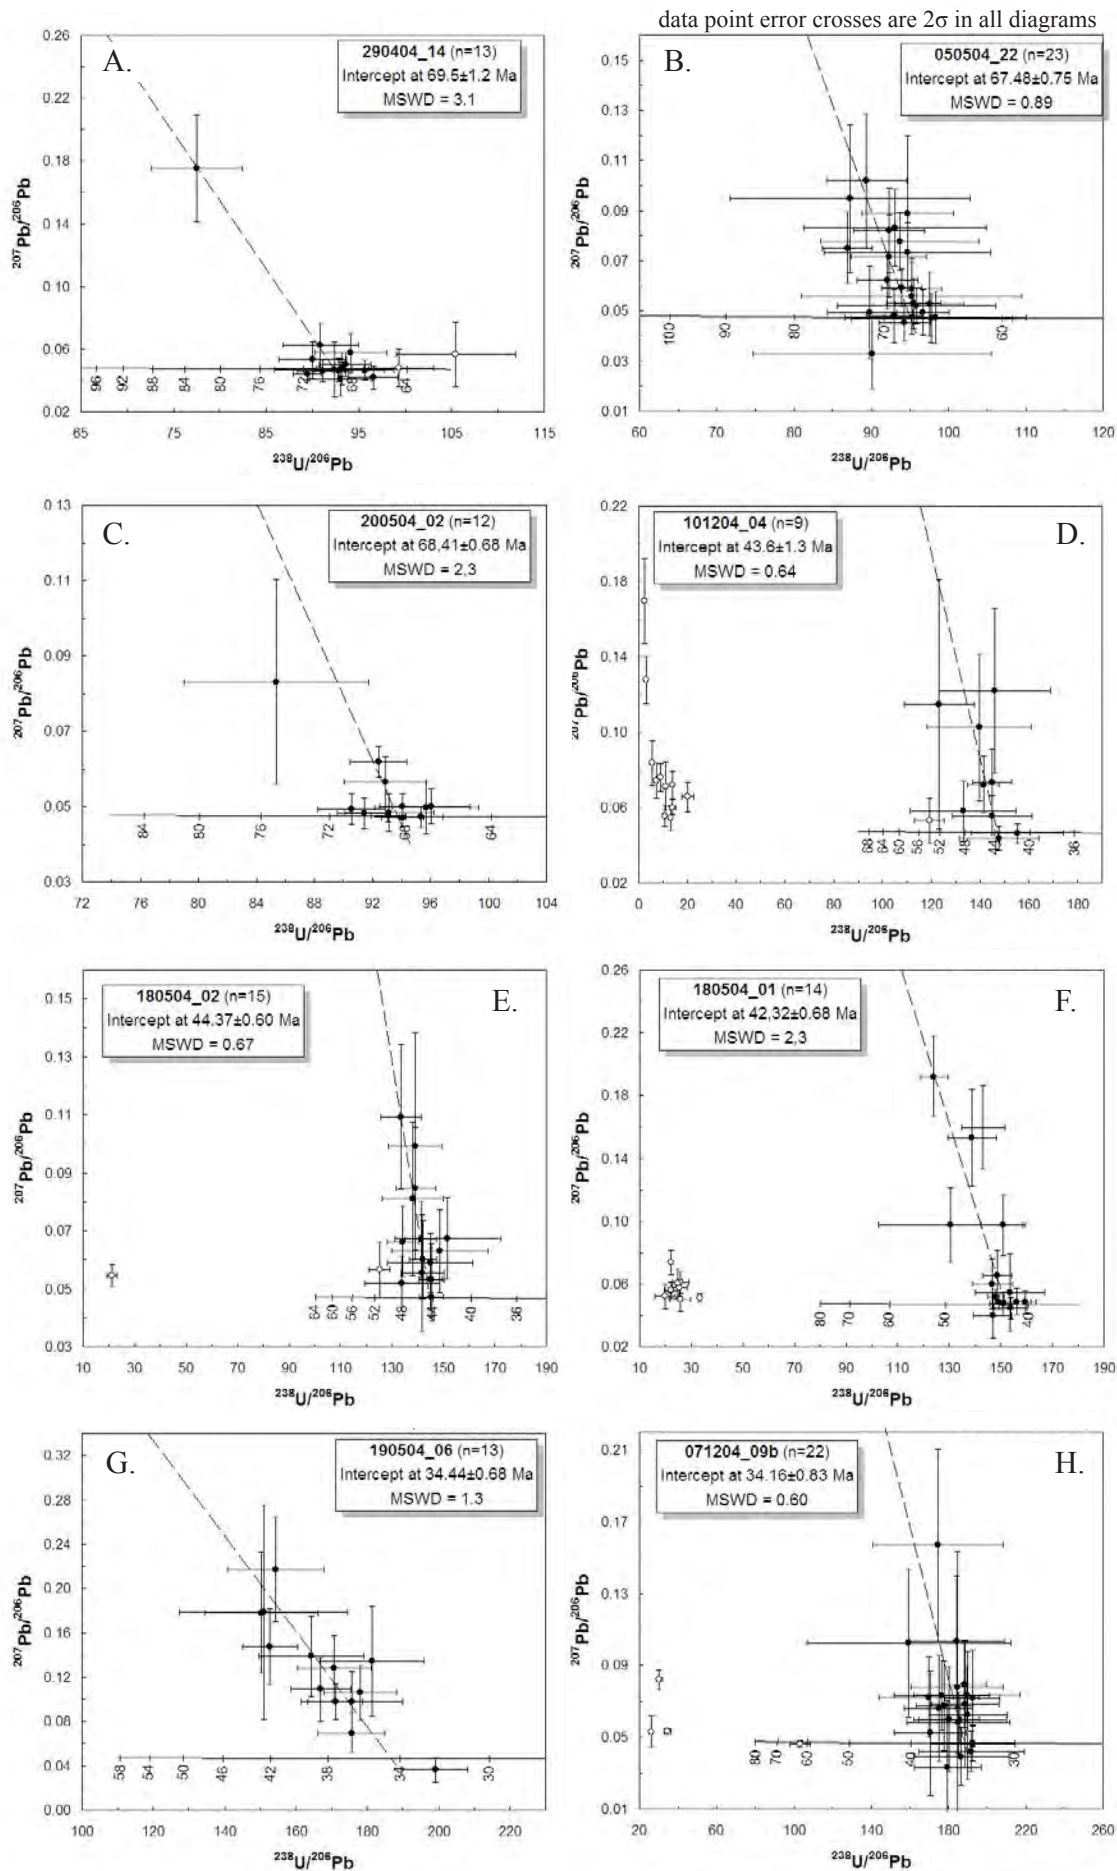 data point error crosses are 2σ in all diagrams
A.
290404_14 (n=13)
Intercept at 69.5±1.2 Ma
MSWD = 3.1
0.26
0.22
0.18
0.14
0.10
0.06
0.02
207Pb/206Pb
96 92 88 84 80 76 72 68 64
65 75 85 95 105 115
238U/206Pb
B.
050504_22 (n=23)
Intercept at 67.48±0.75 Ma
MSWD = 0.89
0.15
0.13
0.11
0.09
0.07
0.05
0.03
0.01
207Pb/206Pb
100 90 80 70 60
60 70 80 90 100 110 120
238U/206Pb
C.
200504_02 (n=12)
Intercept at 68,41±0.68 Ma
MSWD = 2,3
0.13
0.11
0.09
0.07
0.05
0.03
207Pb/206Pb
84 80 76 72 68 64
72 76 80 84 88 92 96 100 104
238U/206Pb
D.
101204_04 (n=9)
Intercept at 43.6±1.3 Ma
MSWD = 0.64
0.22
0.18
0.14
0.10
0.06
0.02
207Pb/206Pb
68 64 60 56 52 48 44 40 36
0 20 40 60 80 100 120 140 160 180
238U/206Pb
E.
180504_02 (n=15)
Intercept at 44.37±0.60 Ma
MSWD = 0.67
0.15
0.13
0.11
0.09
0.07
0.05
0.03
207Pb/206Pb
64 60 56 52 48 44 40 36
10 30 50 70 90 110 130 150 170 190
238U/206Pb
F.
180504_01 (n=14)
Intercept at 42,32±0.68 Ma
MSWD = 2,3
0.26
0.22
0.18
0.14
0.10
0.06
0.02
207Pb/206Pb
80 70 60 50 40
10 30 50 70 90 110 130 150 170 190
238U/206Pb
G.
190504_06 (n=13)
Intercept at 34.44±0.68 Ma
MSWD = 1.3
0.32
0.28
0.24
0.20
0.16
0.12
0.08
0.04
0.00
207Pb/206Pb
58 54 50 46 42 38 34 30
100 120 140 160 180 200 220
238U/206Pb
H.
071204_09b (n=22)
Intercept at 34.16±0.83 Ma
MSWD = 0.60
0.21
0.17
0.13
0.09
0.05
0.01
207Pb/206Pb
80 70 60 50 40 30
20 60 100 140 180 220 260
238U/206Pb